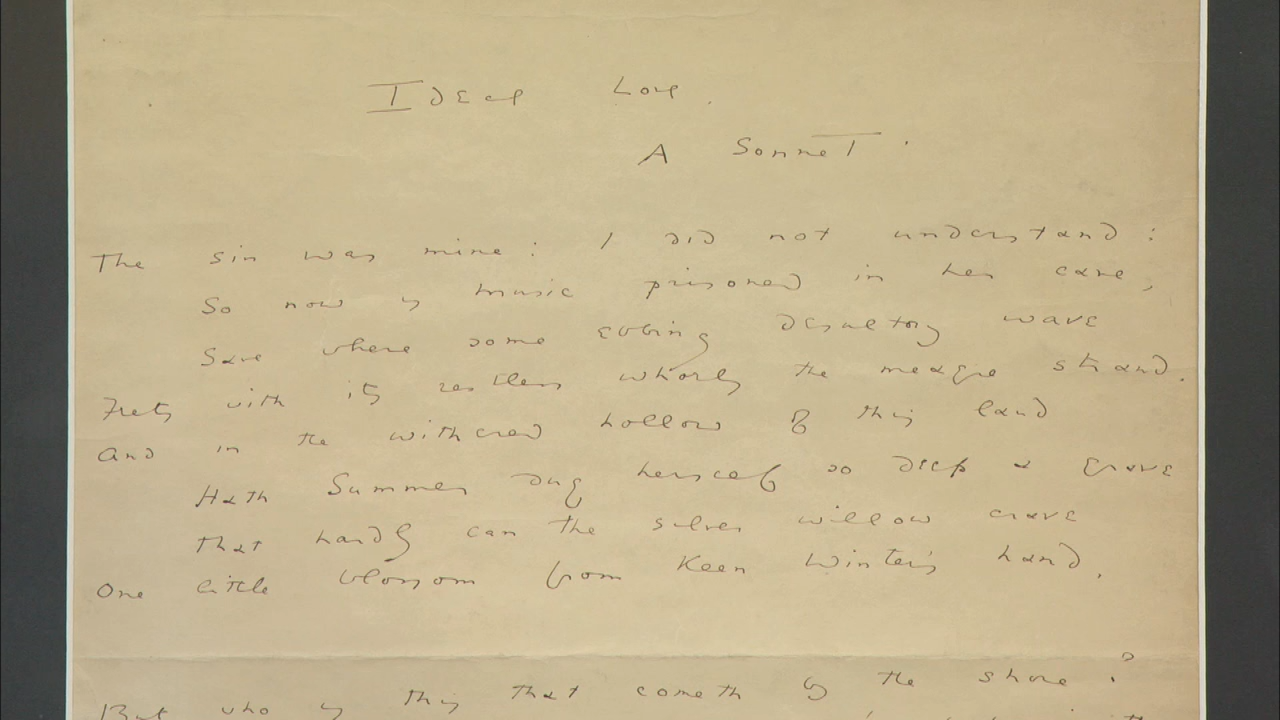 Ideal Love.
A Sonnet.
The sin was mine: I did not understand:
So now is music prisoned in her cave,
Save where some ebbing desultory wave
Frets with its restless whirls the meagre strand.
And in the withered hollow of this land
Hath Summer dug herself so deep a grave
That hardly can the silver willow crave
One little blossom from Keen Winter's hand.
But who is this that cometh by the shore?